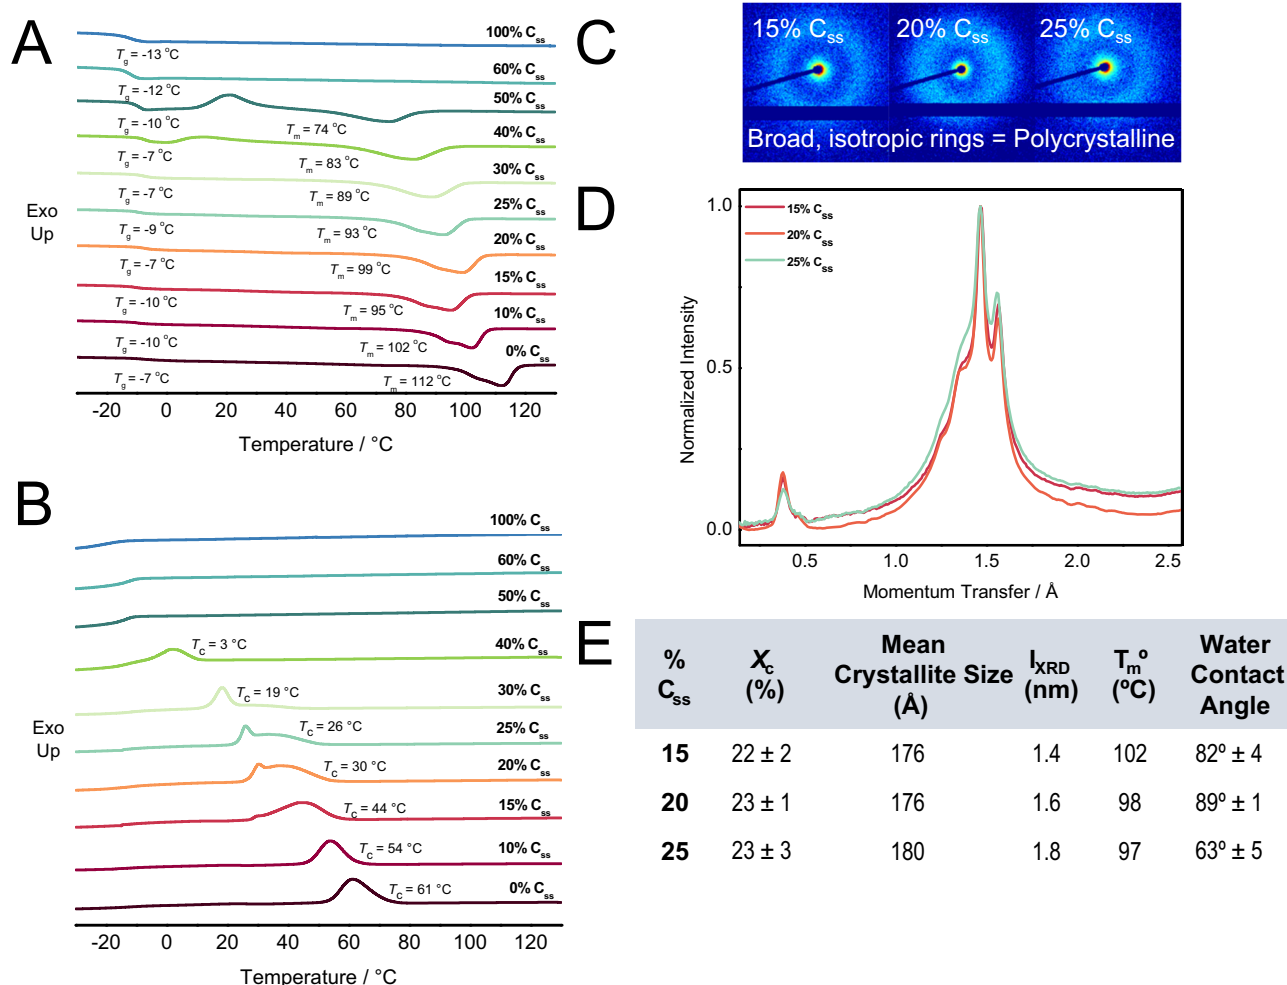 A
100% Css
Tg = -13 °C
60% Css
Tg = -12 °C
50% Css
Tg = -10 °C
Tm = 74 °C
40% Css
Tg = -7 °C
Tm = 83 °C
30% Css
Tg = -7 °C
Tm = 89 °C
25% Css
Tg = -9 °C
Tm = 93 °C
20% Css
Tg = -7 °C
Tm = 99 °C
15% Css
Tg = -10 °C
Tm = 95 °C
10% Css
Tg = -10 °C
Tm = 102 °C
0% Css
Tg = -7 °C
Tm = 112 °C
Exo
Up
-20 0 20 40 60 80 100 120
Temperature / °C
B
100% Css
60% Css
50% Css
40% Css
TC = 3 °C
30% Css
TC = 19 °C
25% Css
TC = 26 °C
20% Css
TC = 30 °C
15% Css
TC = 44 °C
10% Css
TC = 54 °C
0% Css
TC = 61 °C
Exo
Up
-20 0 20 40 60 80 100 120
Temperature / °C
C
15% Css 20% Css 25% Css
Broad, isotropic rings = Polycrystalline
D
15% Css
20% Css
25% Css
1.0
0.5
0.0
Normalized Intensity
0.5 1.0 1.5 2.0 2.5
Momentum Transfer / Å
E
% Css Xc (%) Mean Crystallite Size (Å) IXRD (nm) Tmº (ºC) Water Contact Angle
15 22 ± 2 176 1.4 102 82º ± 4
20 23 ± 1 176 1.6 98 89º ± 1
25 23 ± 3 180 1.8 97 63º ± 5